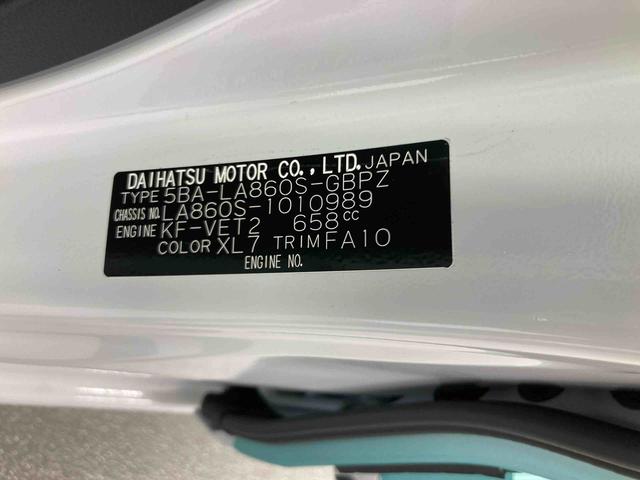 DAIHATSU MOTOR CO., LTD. JAPAN
TYPE 5BA-LA860S-GBPZ
CHASSIS NO. LA860S-1010989
ENGINE KF-VET2 658cc
COLOR XL7 TRIM FA10
ENGINE NO.